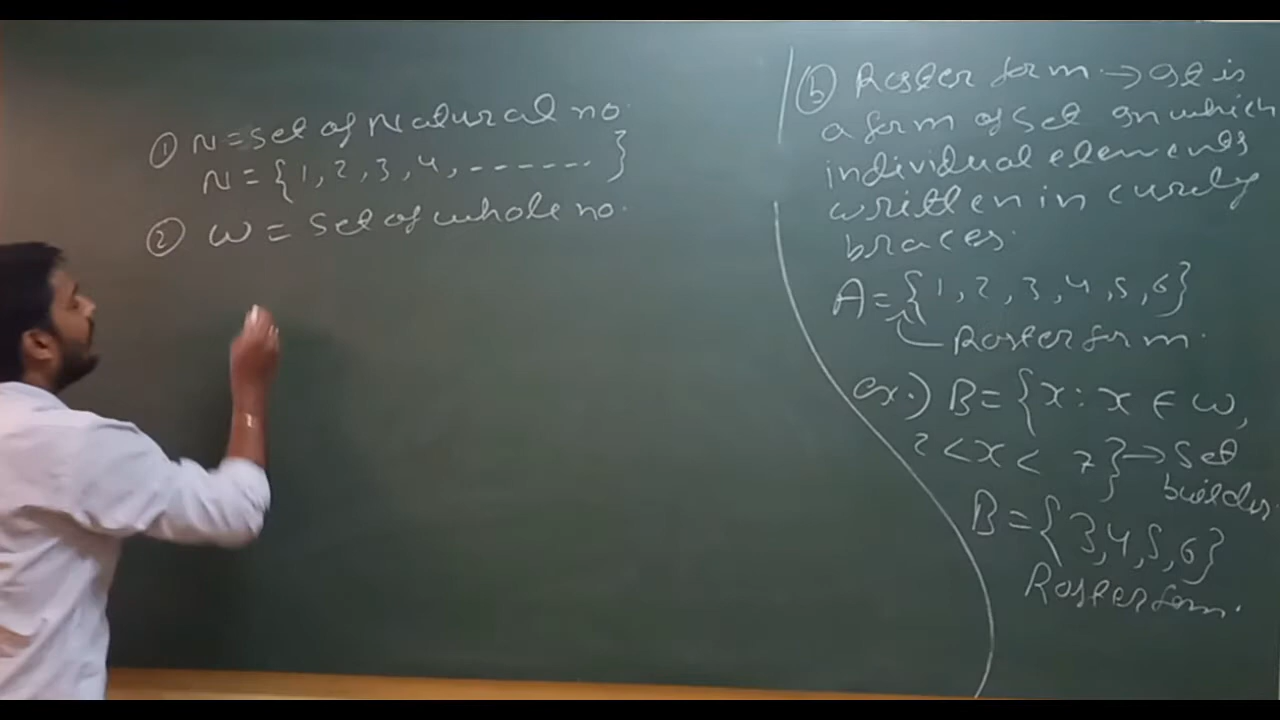 ① N = set of Natural no.
N = {1, 2, 3, 4, ------- }
② W = set of whole no.
ⓑ Roster form → It is
a form of set in which
individual elements
written in curly
braces.
A = {1, 2, 3, 4, 5, 6}
Roster form.
ex.) B = {x : x ∈ W,
2 < x < 7} → set
builder.
B = {3, 4, 5, 6}
Roster form.